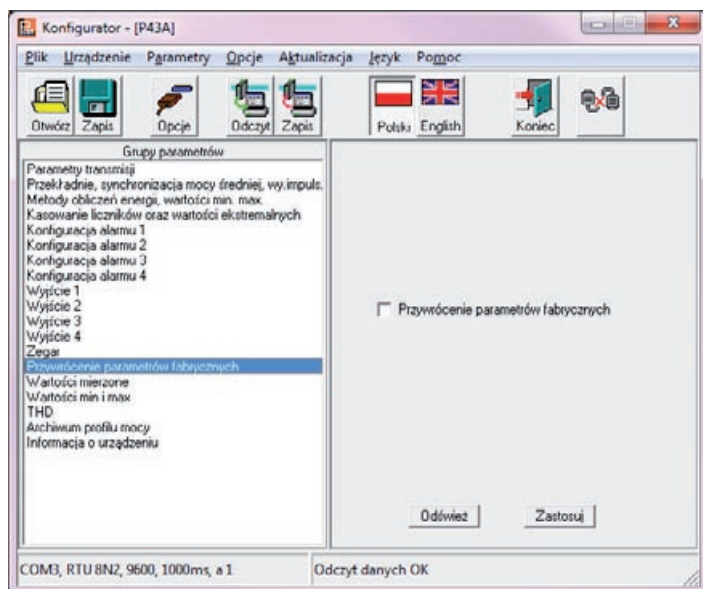 Konfigurator - [P43A]
Plik Urządzenie Parametry Opcje Aktualizacja Język Pomoc
Otwórz Zapis Opcje Odczyt Zapis Polski English Koniec
Grupy parametrów
Parametry transmisji
Przekładnie, synchronizacja mocy średniej, wy.impuls.
Metody obliczeń energii, wartości min. max.
Kasowanie liczników oraz wartości ekstremalnych
Konfiguracja alarmu 1
Konfiguracja alarmu 2
Konfiguracja alarmu 3
Konfiguracja alarmu 4
Wyjście 1
Wyjście 2
Wyjście 3
Wyjście 4
Zegar
Przywrócenie parametrów fabrycznych
Wartości mierzone
Wartości min i max
THD
Archiwum profilu mocy
Informacja o urządzeniu
Przywrócenie parametrów fabrycznych
Odśwież Zastosuj
COM3, RTU 8N2, 9600, 1000ms, a 1 Odczyt danych OK